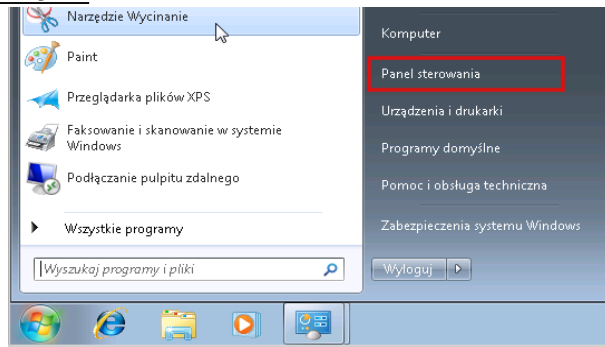 Narzędzie Wycinanie
Paint
Przeglądarka plików XPS
Faksowanie i skanowanie w systemie
Windows
Podłączanie pulpitu zdalnego
Wszystkie programy
Wyszukaj programy i pliki
Komputer
Panel sterowania
Urządzenia i drukarki
Programy domyślne
Pomoc i obsługa techniczna
Zabezpieczenia systemu Windows
Wyloguj